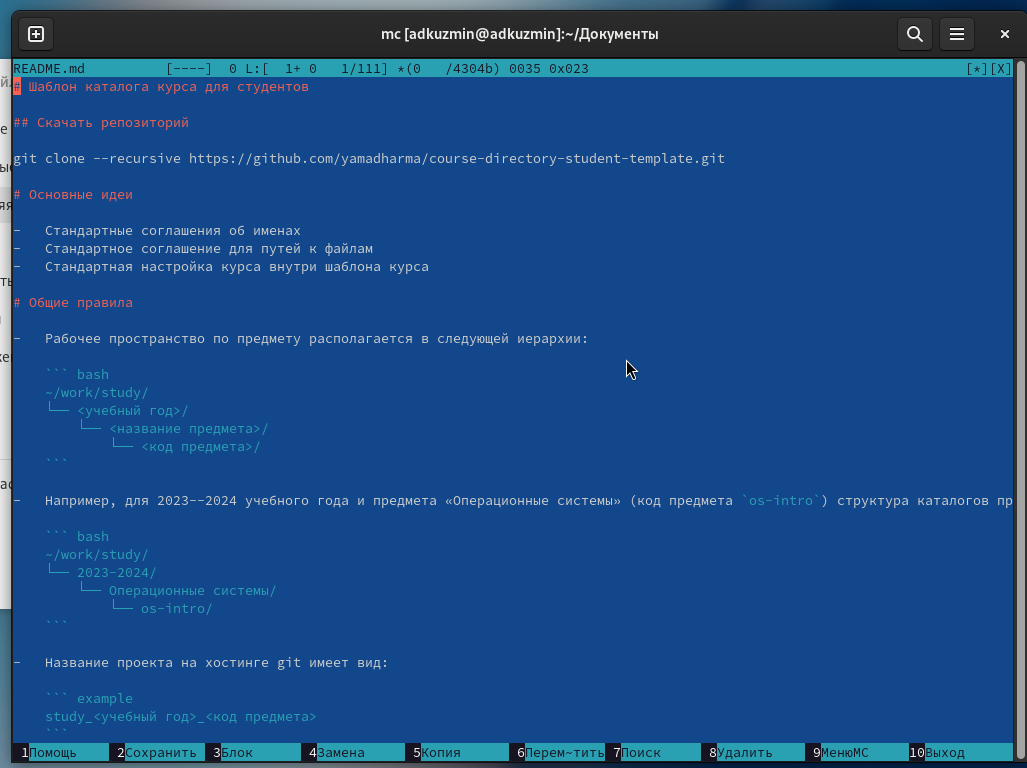 mc [adkuzmin@adkuzmin]:~/Документы
README.md [----] 0 L:[ 1+ 0 1/111] *(0 /4304b) 0035 0x023 [*][X]
# Шаблон каталога курса для студентов
## Скачать репозиторий
git clone --recursive https://github.com/yamadharma/course-directory-student-template.git
# Основные идеи
- Стандартные соглашения об именах
- Стандартное соглашение для путей к файлам
- Стандартная настройка курса внутри шаблона курса
# Общие правила
- Рабочее пространство по предмету располагается в следующей иерархии:
``` bash
~/work/study/
└── <учебный год>/
└── <название предмета>/
└── <код предмета>/
```
- Например, для 2023--2024 учебного года и предмета «Операционные системы» (код предмета `os-intro`) структура каталогов пр
``` bash
~/work/study/
└── 2023-2024/
└── Операционные системы/
└── os-intro/
```
- Название проекта на хостинге git имеет вид:
``` example
study_<учебный год>_<код предмета>
```
1Помощь 2Сохранить 3Блок 4Замена 5Копия 6Перем~тить 7Поиск 8Удалить 9МенюМС 10Выход